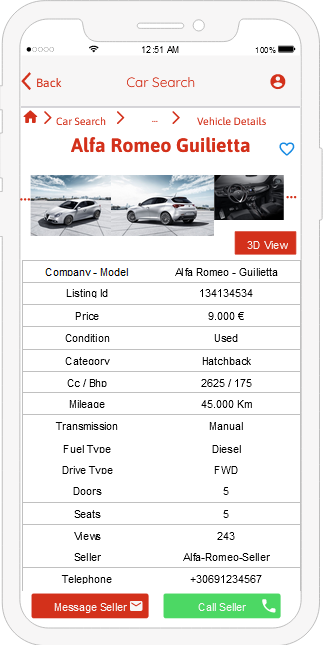 12:51 AM 100%
Back Car Search
Car Search ... Vehicle Details
Alfa Romeo Guilietta
3D View
Company - Model Alfa Romeo - Guilietta
Listing Id 134134534
Price 9.000 €
Condition Used
Category Hatchback
Cc / Bhp 2625 / 175
Mileage 45.000 Km
Transmission Manual
Fuel Type Diesel
Drive Type FWD
Doors 5
Seats 5
Views 243
Seller Alfa-Romeo-Seller
Telephone +30691234567
Message Seller Call Seller